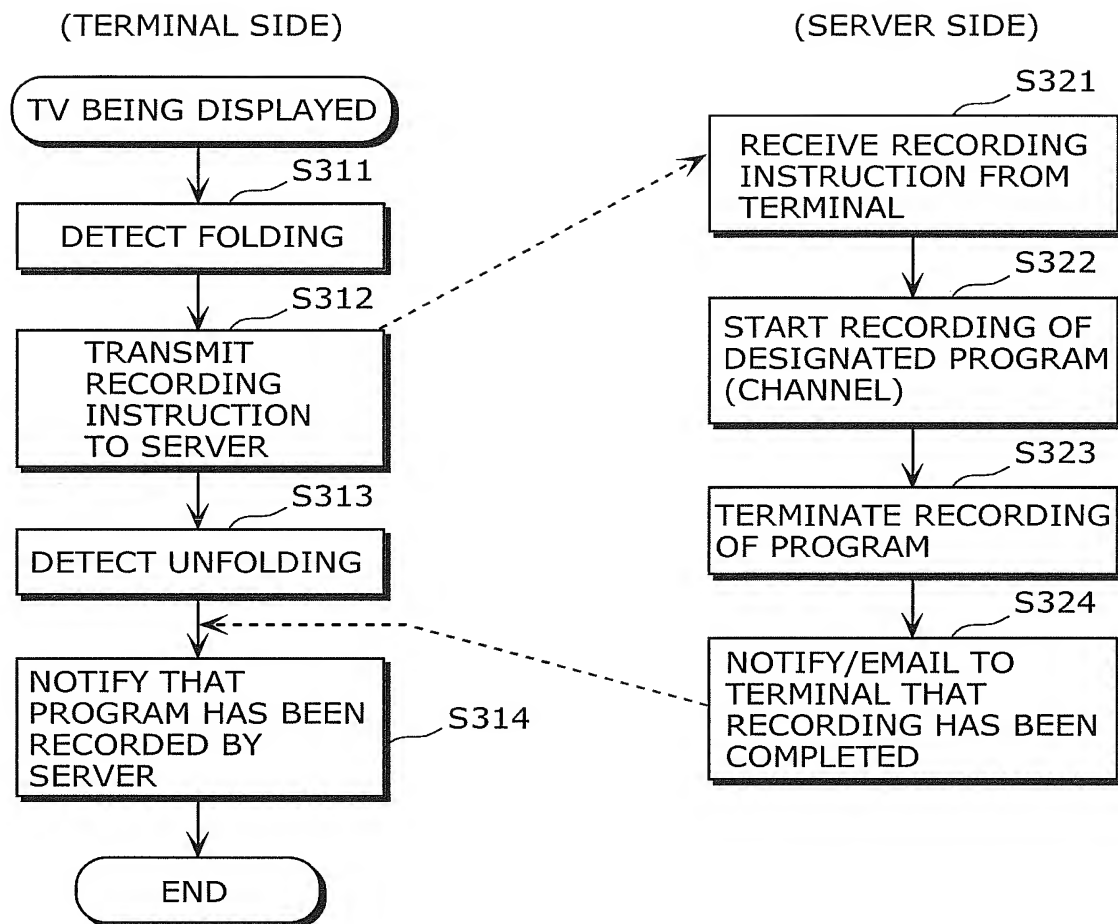 (TERMINAL SIDE)
TV BEING DISPLAYED
S311
DETECT FOLDING
S312
TRANSMIT
RECORDING
INSTRUCTION
TO SERVER
S313
DETECT UNFOLDING
NOTIFY THAT
PROGRAM HAS BEEN
RECORDED BY
SERVER
S314
END
(SERVER SIDE)
S321
RECEIVE RECORDING
INSTRUCTION FROM
TERMINAL
S322
START RECORDING OF
DESIGNATED PROGRAM
(CHANNEL)
S323
TERMINATE RECORDING
OF PROGRAM
S324
NOTIFY/EMAIL TO
TERMINAL THAT
RECORDING HAS BEEN
COMPLETED